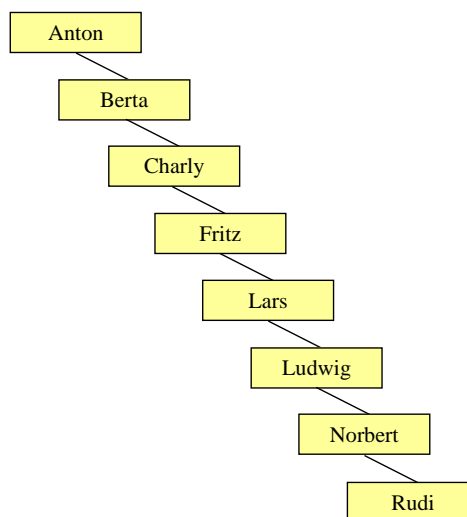 Anton
Berta
Charly
Fritz
Lars
Ludwig
Norbert
Rudi